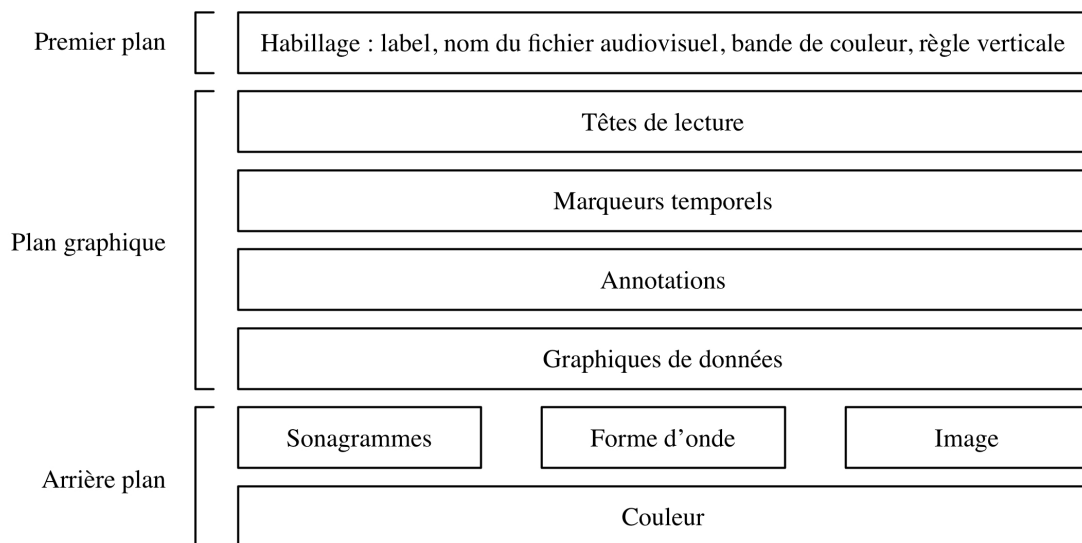 Premier plan
Habillage : label, nom du fichier audiovisuel, bande de couleur, règle verticale
Plan graphique
Têtes de lecture
Marqueurs temporels
Annotations
Graphiques de données
Arrière plan
Sonagrammes
Forme d’onde
Image
Couleur